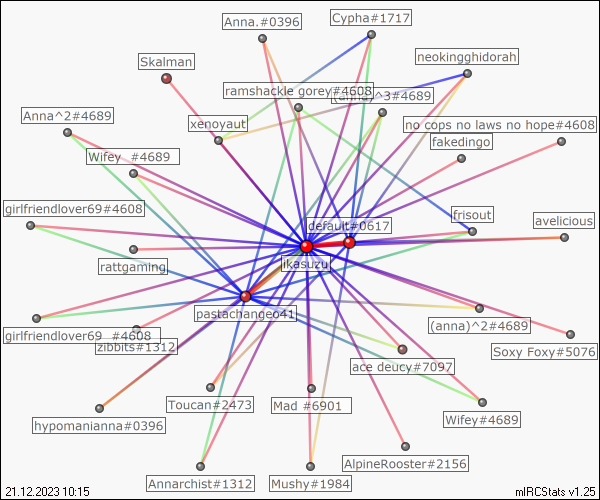 Anna.#0396
Cypha#1717
Skalman
neokingghidorah
ramshackle gorey#4608
(anna)^3#4689
Anna^2#4689
xenoyaut
no cops no laws no hope#4608
fakedingo
Wifey_#4689
girlfriendlover69#4608
default#0617
frisout
avelicious
rattgaming
ikasuzu
pastachangeo41
girlfriendlover69_#4608
zibbits#1312
(anna)^2#4689
Soxy Foxy#5076
ace deucy#7097
hypomanianna#0396
Toucan#2473
Mad #6901
Wifey#4689
AlpineRooster#2156
Annarchist#1312
Mushy#1984
21.12.2023 10:15
mIRCStats v1.25